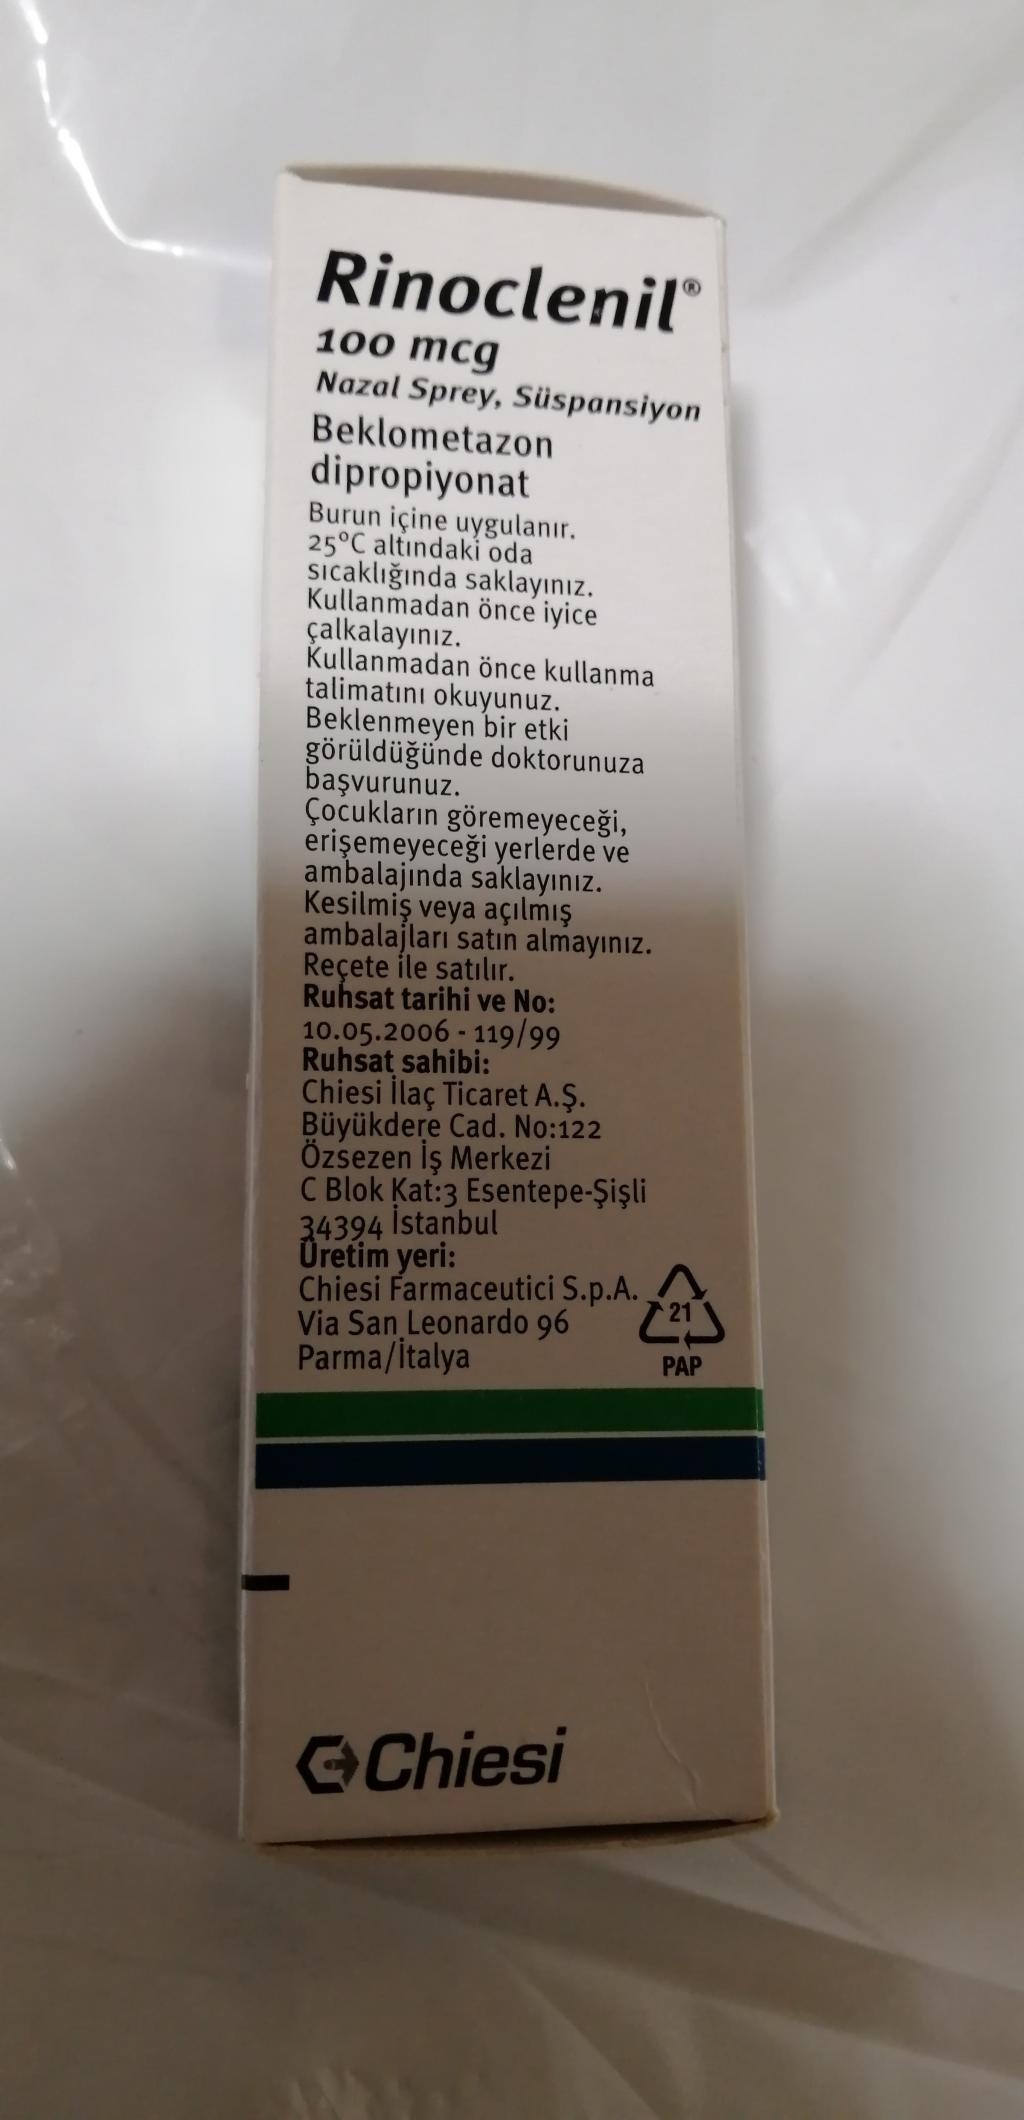 Rinoclenil®
100 mcg
Nazal Sprey, Süspansiyon
Beklometazon
dipropiyonat
Burun içine uygulanır.
25°C altındaki oda
sıcaklığında saklayınız.
Kullanmadan önce iyice
çalkalayınız.
Kullanmadan önce kullanma
talimatını okuyunuz.
Beklenmeyen bir etki
görüldüğünde doktorunuza
başvurunuz.
Çocukların göremeyeceği,
erişemeyeceği yerlerde ve
ambalajında saklayınız.
Kesilmiş veya açılmış
ambalajları satın almayınız.
Reçete ile satılır.
Ruhsat tarihi ve No:
10.05.2006 - 119/99
Ruhsat sahibi:
Chiesi İlaç Ticaret A.Ş.
Büyükdere Cad. No:122
Özsezen İş Merkezi
C Blok Kat:3 Esentepe-Şişli
34394 İstanbul
Üretim yeri:
Chiesi Farmaceutici S.p.A.
Via San Leonardo 96
Parma/İtalya
21
PAP
Chiesi